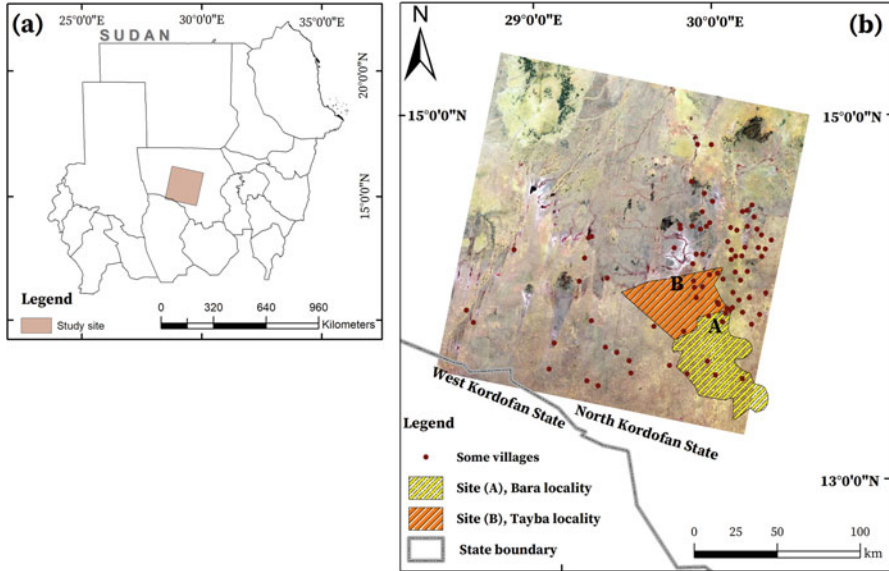 (a)
25°0'0"E
30°0'0"E
35°0'0"E
SUDAN
20°0'0"N
15°0'0"N
Legend
Study site
0 320 640 960
Kilometers
(b)
29°0'0"E
30°0'0"E
N
15°0'0"N
15°0'0"N
B
A
West Kordofan State
North Kordofan State
Legend
Some villages
Site (A), Bara locality
Site (B), Tayba locality
State boundary
13°0'0"N
0 25 50 100
km